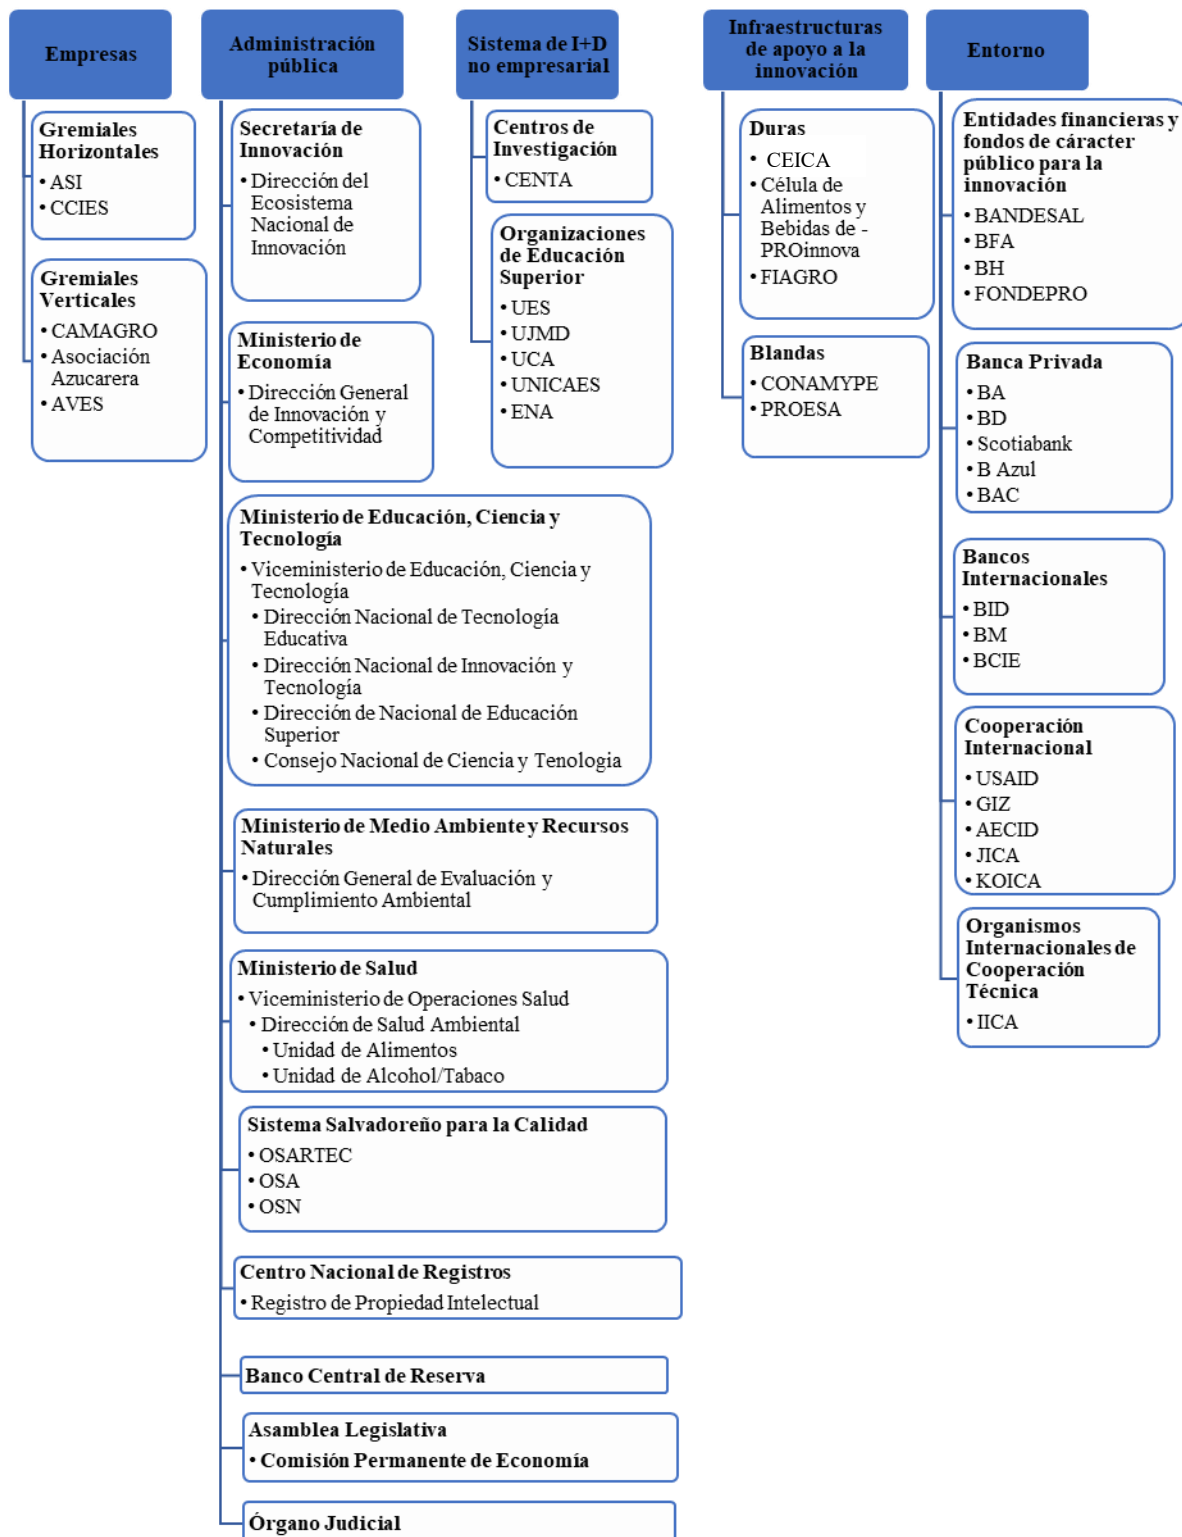 Empresas
Gremiales
Horizontales
• ASI
• CCIES
Gremiales
Verticales
• CAMAGRO
• Asociación
Azucarera
• AVES
Administración
pública
Secretaría de
Innovación
• Dirección del
Ecosistema
Nacional de
Innovación
Ministerio de
Economía
• Dirección General
de Innovación y
Competitividad
Ministerio de Educación, Ciencia y
Tecnología
• Viceministerio de Educación, Ciencia y
Tecnología
• Dirección Nacional de Tecnología
Educativa
• Dirección Nacional de Innovación y
Tecnología
• Dirección de Nacional de Educación
Superior
• Consejo Nacional de Ciencia y Tenologia
Ministerio de Medio Ambiente y Recursos
Naturales
• Dirección General de Evaluación y
Cumplimiento Ambiental
Ministerio de Salud
• Viceministerio de Operaciones Salud
• Dirección de Salud Ambiental
• Unidad de Alimentos
• Unidad de Alcohol/Tabaco
Sistema Salvadoreño para la Calidad
• OSARTEC
• OSA
• OSN
Centro Nacional de Registros
• Registro de Propiedad Intelectual
Banco Central de Reserva
Asamblea Legislativa
• Comisión Permanente de Economía
Órgano Judicial
Sistema de I+D
no empresarial
Centros de
Investigación
• CENTA
Organizaciones
de Educación
Superior
• UES
• UJMD
• UCA
• UNICAES
• ENA
Infraestructuras
de apoyo a la
innovación
Duras
• CEICA
• Célula de
Alimentos y
Bebidas de -
PROinnova
• FIAGRO
Blandas
• CONAMYPE
• PROESA
Entorno
Entidades financieras y
fondos de cáracter
público para la
innovación
• BANDESAL
• BFA
• BH
• FONDEPRO
Banca Privada
• BA
• BD
• Scotiabank
• B Azul
• BAC
Bancos
Internacionales
• BID
• BM
• BCIE
Cooperación
Internacional
• USAID
• GIZ
• AECID
• JICA
• KOICA
Organismos
Internacionales de
Cooperación
Técnica
• IICA